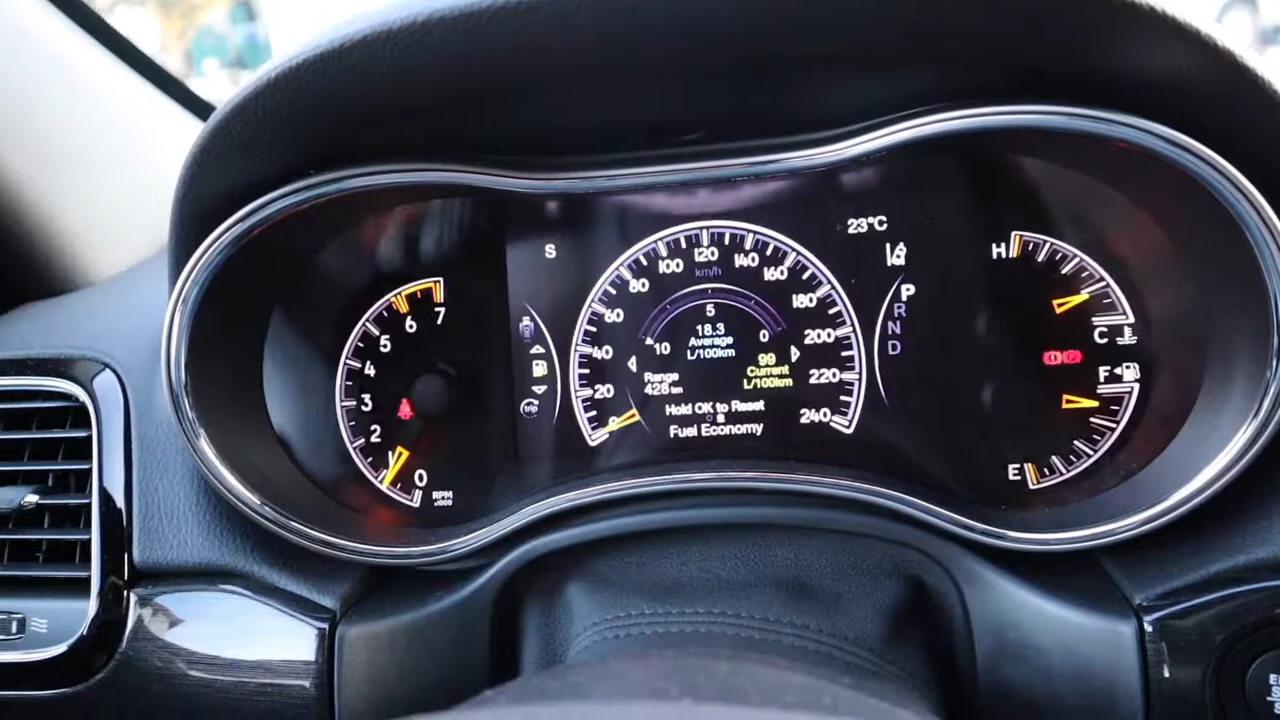 S
23°C
0 20 40 60 80 100 120 140 160 180 200 220 240
km/h
5
10
0
18.3
Average
L/100km
Range
428 km
99
Current
L/100km
Hold OK to Reset
Fuel Economy
trip
P
R
N
D
7
6
5
4
3
2
1
0
RPM
x1000
H
C
F
E